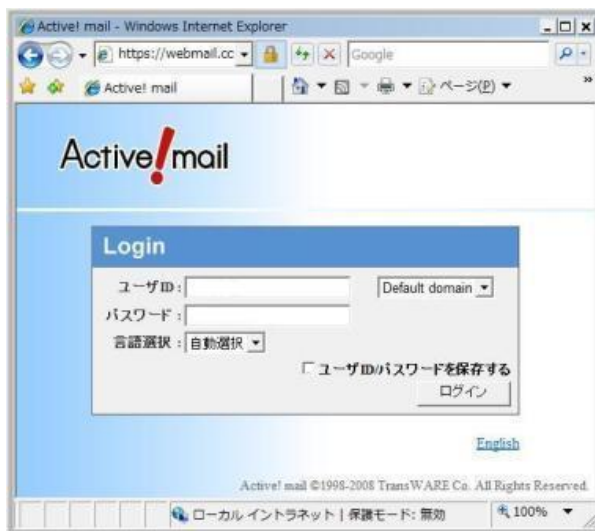 Active! mail - Windows Internet Explorer
https://webmail.cc
Google
Active! mail
ページ(P)
Active!mail
Login
ユーザID:
Default domain
パスワード:
言語選択:自動選択
ユーザID/パスワードを保存する
ログイン
English
Active! mail ©1998-2008 TransWARE Co. All Rights Reserved.
ローカル イントラネット | 保護モード: 無効
100%